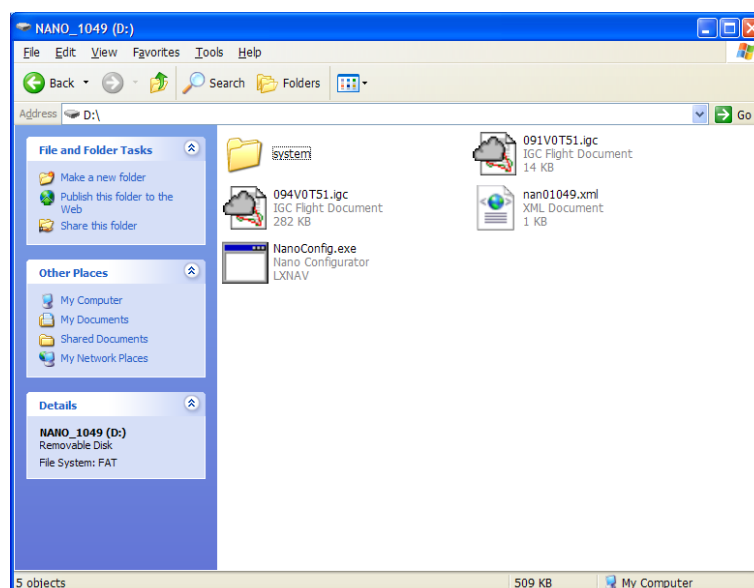 NANO_1049 (D:)
File Edit View Favorites Tools Help
Back Search Folders
Address D:\ Go
File and Folder Tasks
Make a new folder
Publish this folder to the
Web
Share this folder
Other Places
My Computer
My Documents
Shared Documents
My Network Places
Details
NANO_1049 (D:)
Removable Disk
File System: FAT
system
091V0T51.igc
IGC Flight Document
14 KB
094V0T51.igc
IGC Flight Document
282 KB
nan01049.xml
XML Document
1 KB
NanoConfig.exe
Nano Configurator
LXNAV
5 objects 509 KB My Computer